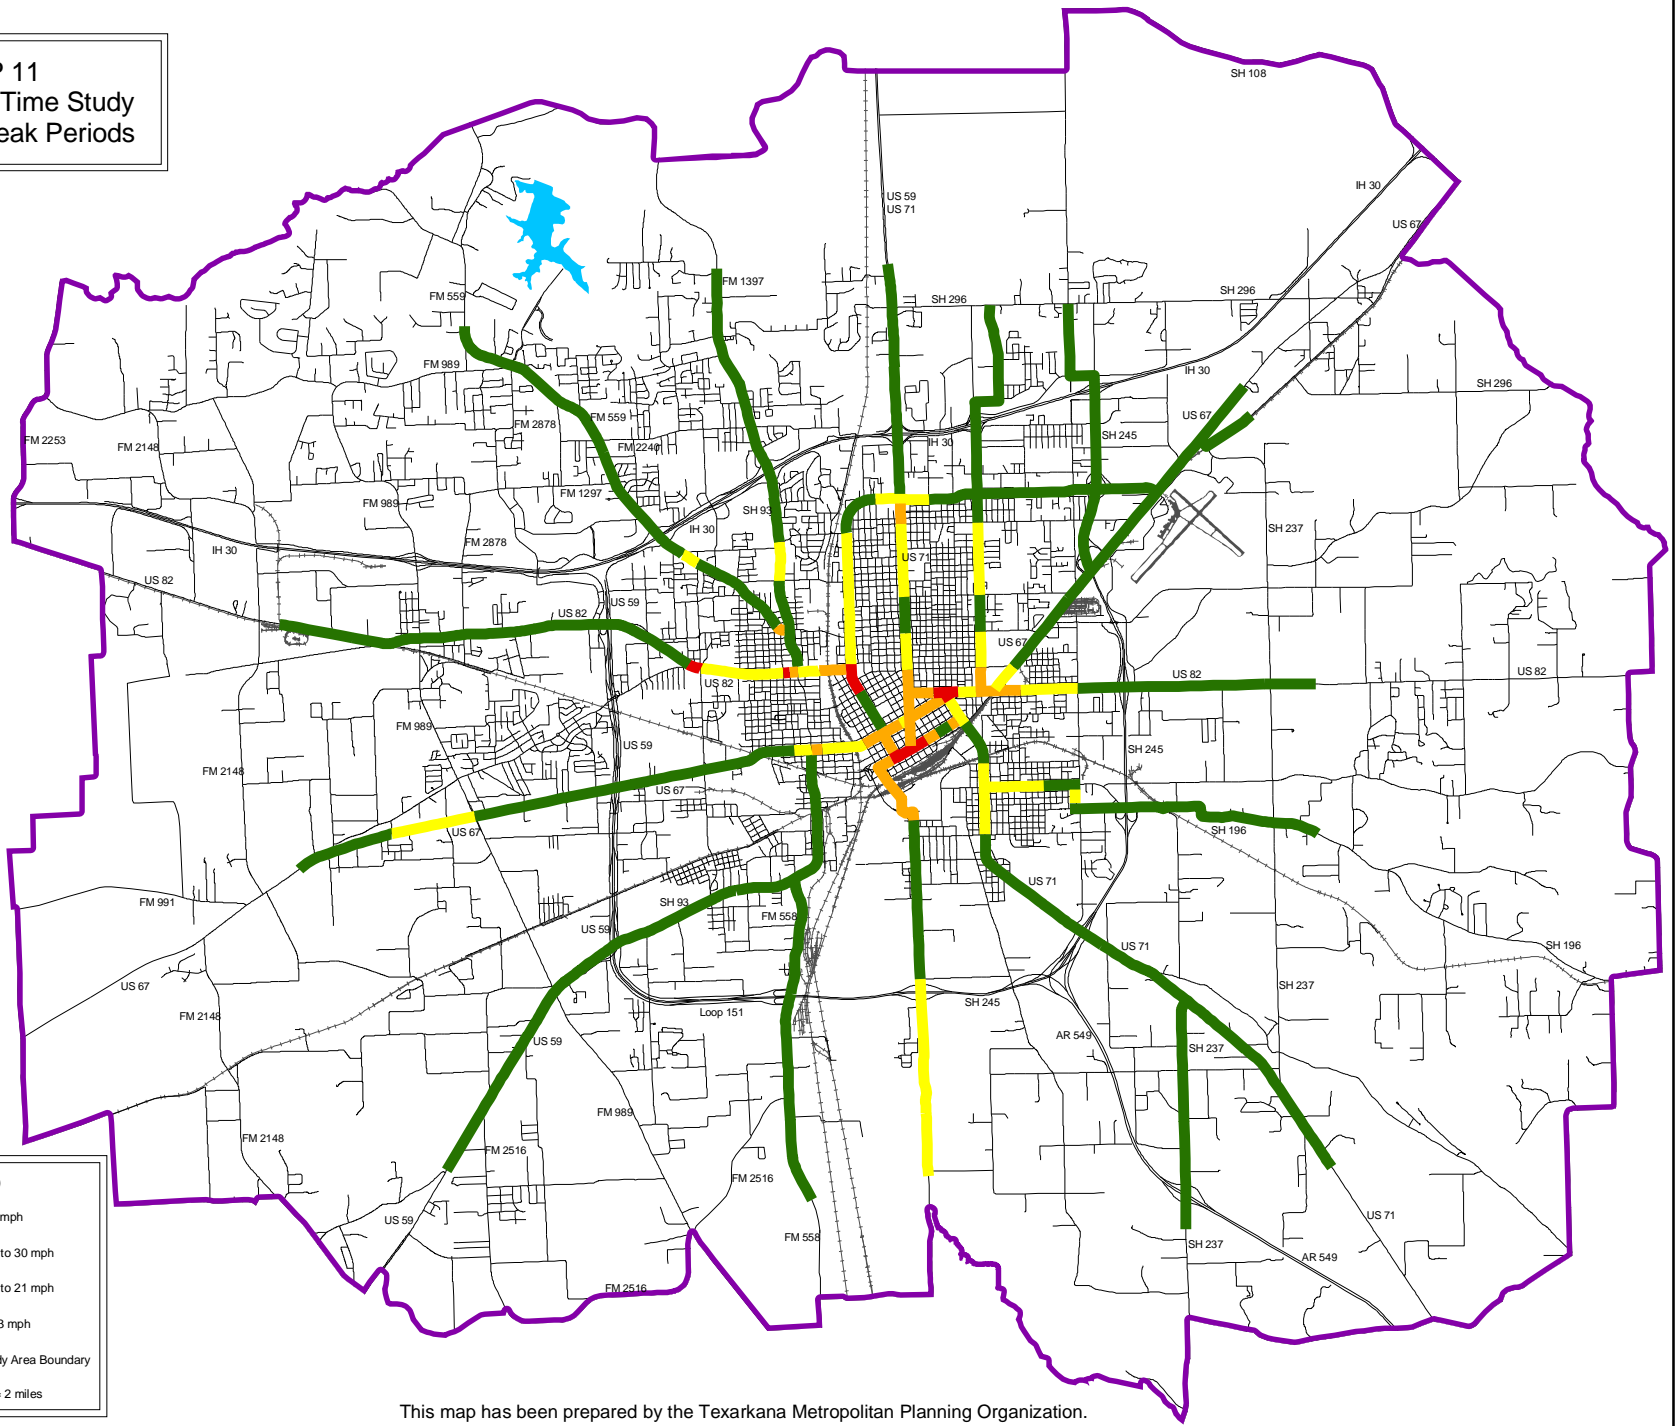 P 11
Time Study
eak Periods
SH 108
IH 30
US 67
US 59
US 71
FM 1397
FM 559
SH 296
SH 296
FM 989
IH 30
SH 296
FM 559
US 67
FM 2878
FM 2253
FM 2148
FM 2240
IH 30
SH 245
FM 1297
FM 989
SH 93
SH 237
IH 30
FM 2878
IH 30
US 71
US 82
US 59
US 82
US 67
US 82
US 82
FM 989
US 59
SH 245
FM 2148
US 67
US 67
SH 196
US 71
FM 991
SH 93
FM 558
US 59
US 71
SH 196
US 67
SH 237
FM 2148
Loop 151
SH 245
US 59
AR 549
SH 237
FM 989
FM 2148
FM 2516
FM 2516
mph
US 59
US 71
FM 558
SH 237
to 30 mph
AR 549
to 21 mph
FM 2516
3 mph
dy Area Boundary
2 miles
This map has been prepared by the Texarkana Metropolitan Planning Organization.